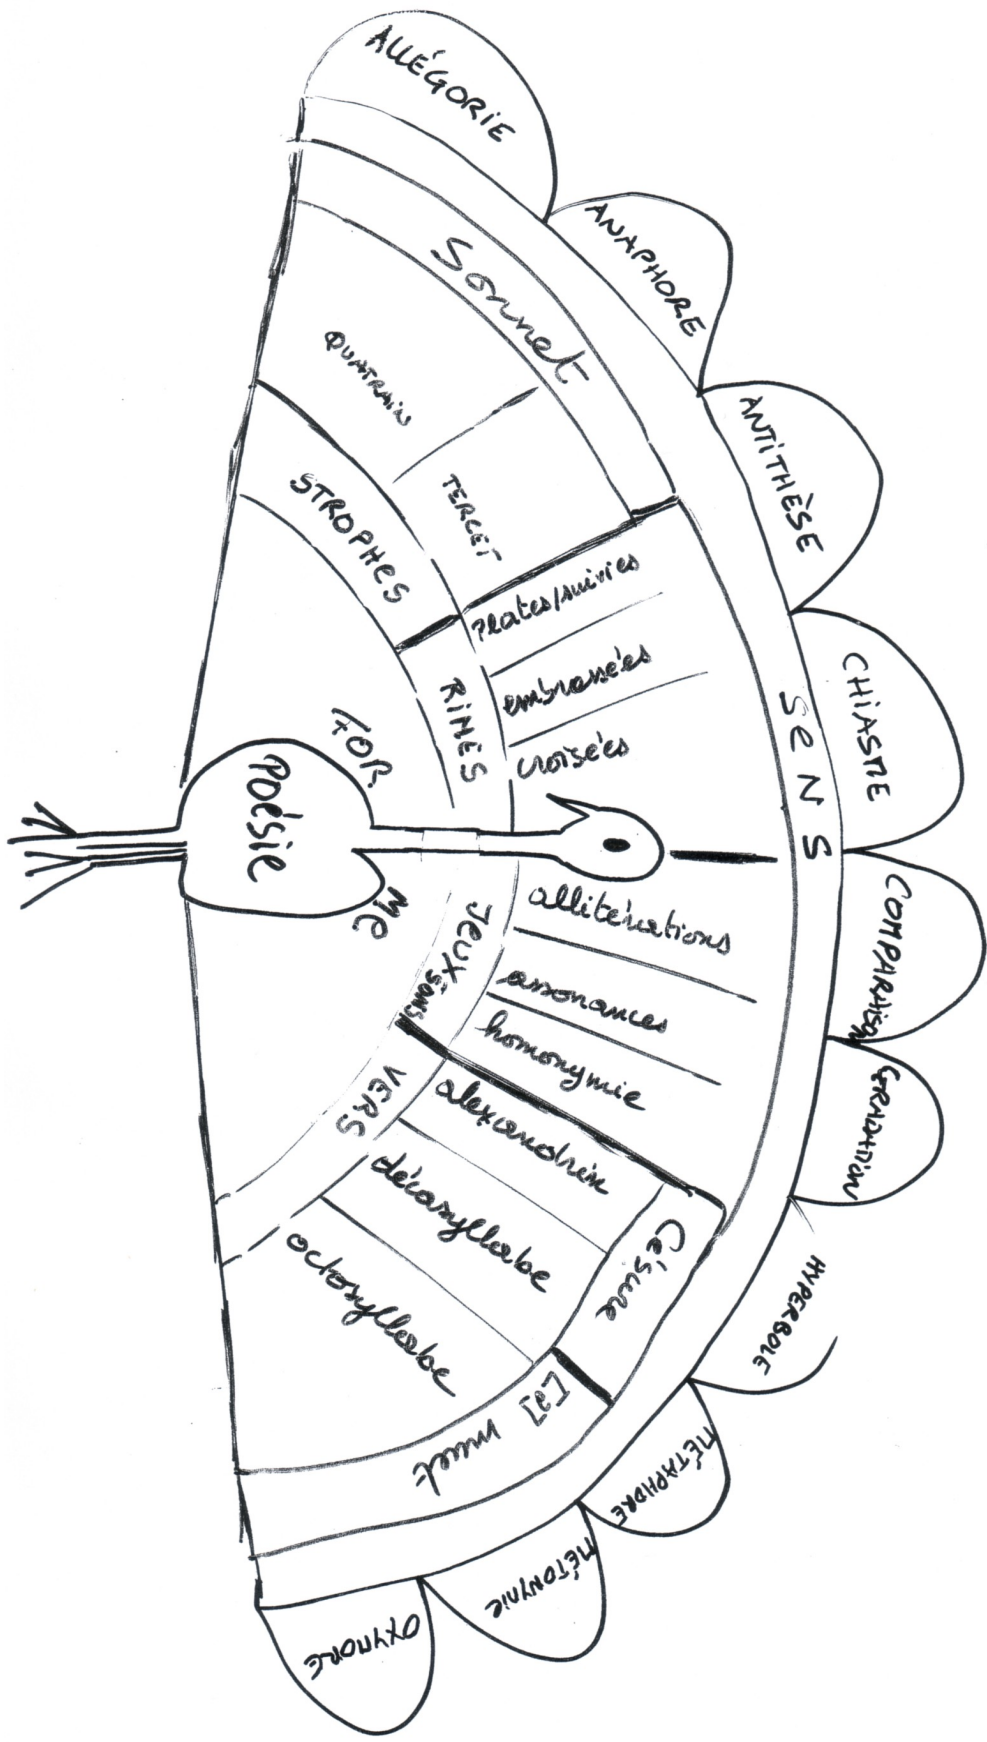 ALLÉGORIE
ANAPHORE
ANTITHÈSE
CHIASME
COMPARAISON
GRADATION
HYPERBOLE
MÉTAPHORE
MÉTONYMIE
OXYMORE
SENS
Sonnet
QUATRAIN
TERCET
STROPHES
Plates/suivies
embrassées
croisées
RIMES
allitérations
assonances
homonymie
JEUX SONS
alexandrin
décasyllabe
octosyllabe
VERS
Césure
[ə] muet
FOR
ME
Poésie